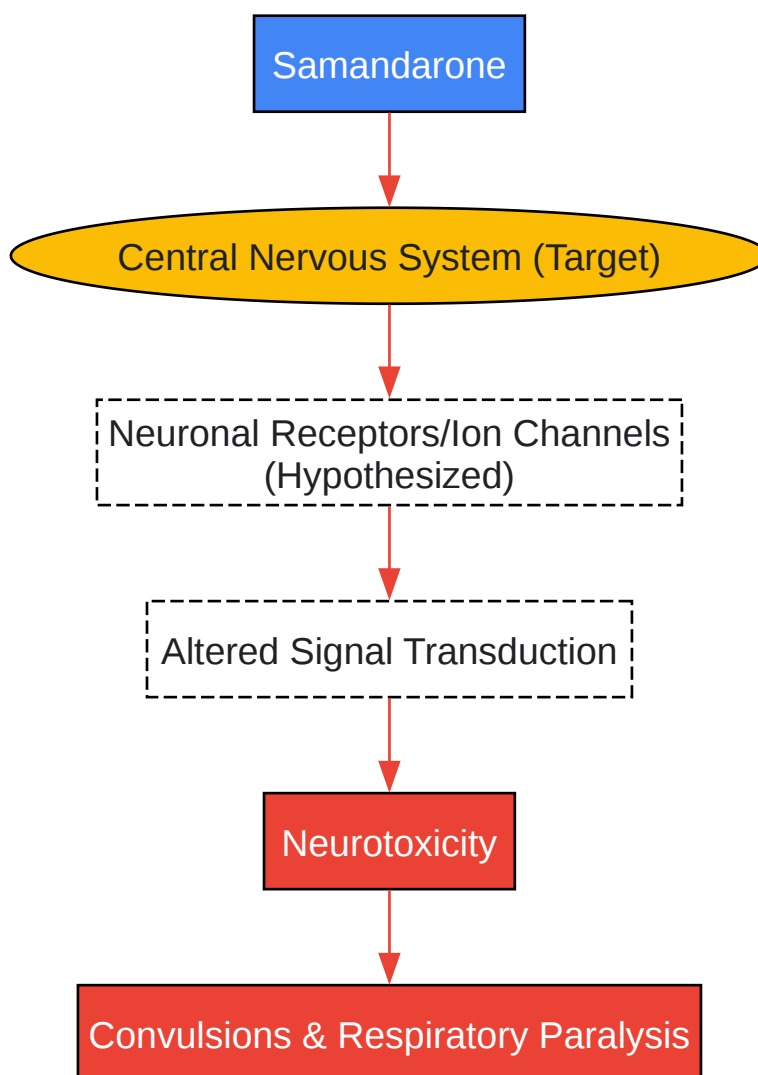 Samandarone
Central Nervous System (Target)
Neuronal Receptors/Ion Channels
(Hypothesized)
Altered Signal Transduction
Neurotoxicity
Convulsions & Respiratory Paralysis